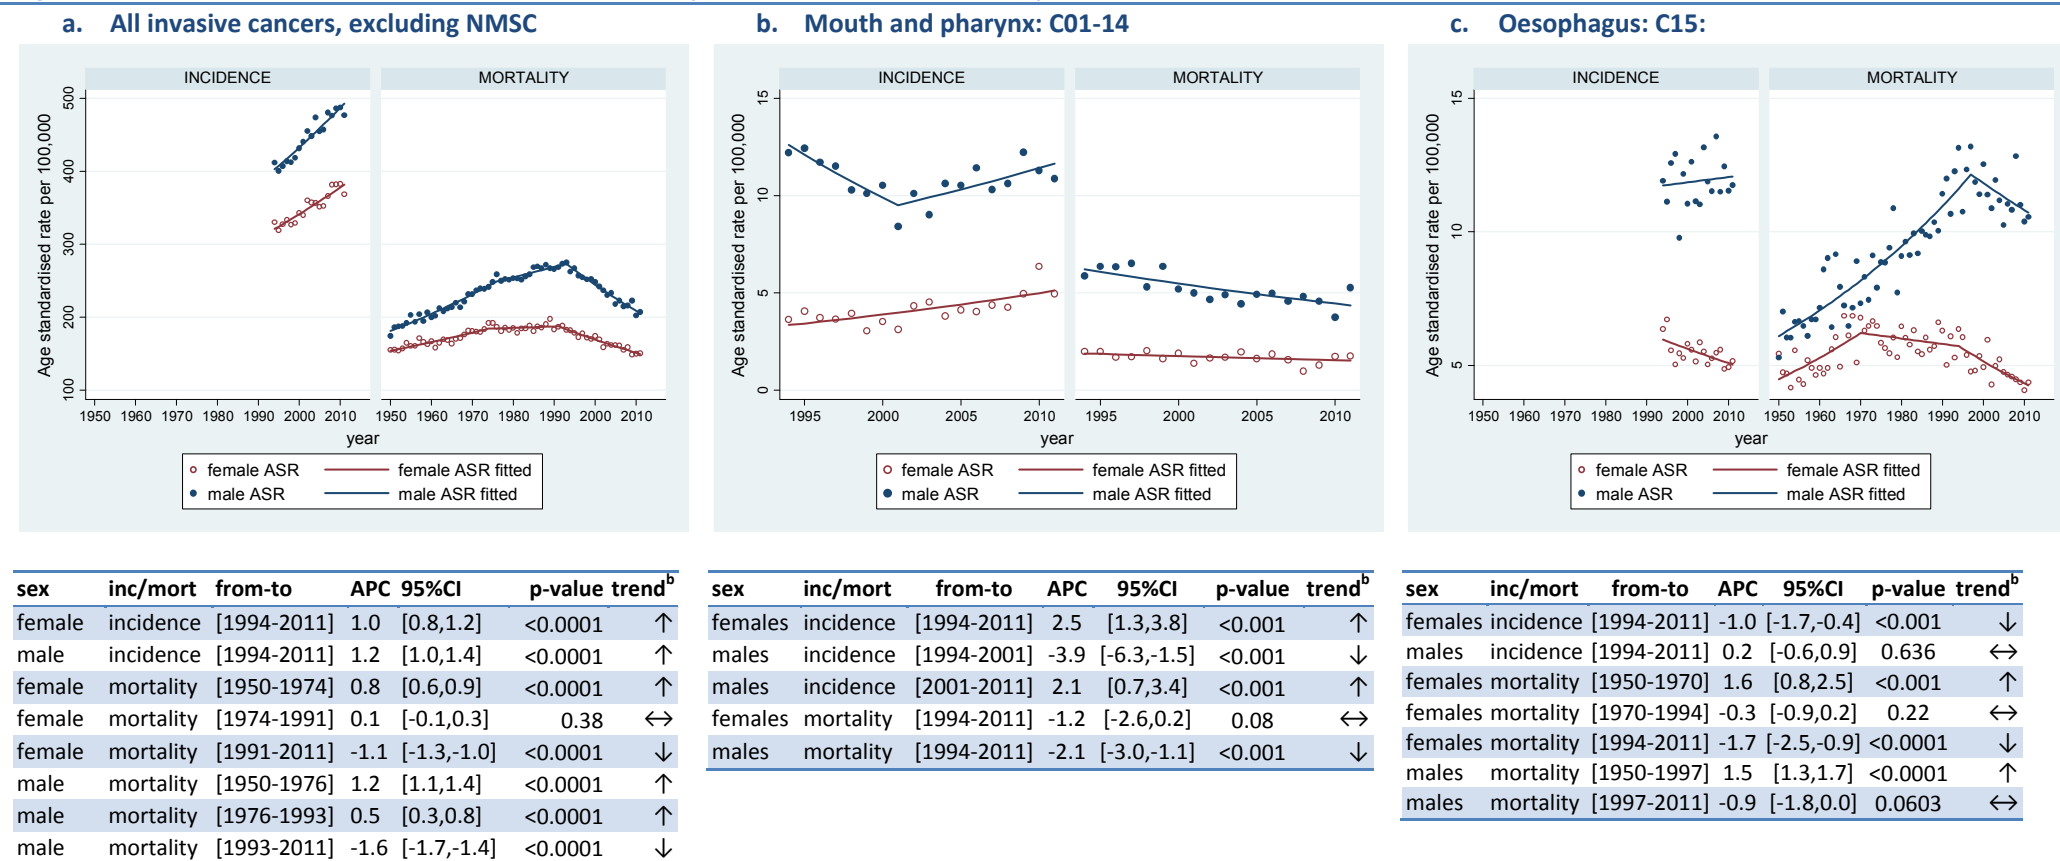 a. All invasive cancers, excluding NMSC
INCIDENCE MORTALITY
Age standardised rate per 100,000
500
400
300
200
100
1950 1960 1970 1980 1990 2000 2010 1950 1960 1970 1980 1990 2000 2010
year
female ASR female ASR fitted
male ASR male ASR fitted
sex inc/mort from-to APC 95%CI p-value trendb
female incidence [1994-2011] 1.0 [0.8,1.2] <0.0001 ↑
male incidence [1994-2011] 1.2 [1.0,1.4] <0.0001 ↑
female mortality [1950-1974] 0.8 [0.6,0.9] <0.0001 ↑
female mortality [1974-1991] 0.1 [-0.1,0.3] 0.38 ↔
female mortality [1991-2011] -1.1 [-1.3,-1.0] <0.0001 ↓
male mortality [1950-1976] 1.2 [1.1,1.4] <0.0001 ↑
male mortality [1976-1993] 0.5 [0.3,0.8] <0.0001 ↑
male mortality [1993-2011] -1.6 [-1.7,-1.4] <0.0001 ↓
b. Mouth and pharynx: C01-14
INCIDENCE MORTALITY
Age standardised rate per 100,000
15
10
5
0
1995 2000 2005 2010 1995 2000 2005 2010
year
female ASR female ASR fitted
male ASR male ASR fitted
sex inc/mort from-to APC 95%CI p-value trendb
females incidence [1994-2011] 2.5 [1.3,3.8] <0.001 ↑
males incidence [1994-2001] -3.9 [-6.3,-1.5] <0.001 ↓
males incidence [2001-2011] 2.1 [0.7,3.4] <0.001 ↑
females mortality [1994-2011] -1.2 [-2.6,0.2] 0.08 ↔
males mortality [1994-2011] -2.1 [-3.0,-1.1] <0.001 ↓
c. Oesophagus: C15:
INCIDENCE MORTALITY
Age standardised rate per 100,000
15
10
5
1950 1960 1970 1980 1990 2000 2010 1950 1960 1970 1980 1990 2000 2010
year
female ASR female ASR fitted
male ASR male ASR fitted
sex inc/mort from-to APC 95%CI p-value trendb
females incidence [1994-2011] -1.0 [-1.7,-0.4] <0.001 ↓
males incidence [1994-2011] 0.2 [-0.6,0.9] 0.636 ↔
females mortality [1950-1970] 1.6 [0.8,2.5] <0.001 ↑
females mortality [1970-1994] -0.3 [-0.9,0.2] 0.22 ↔
females mortality [1994-2011] -1.7 [-2.5,-0.9] <0.0001 ↓
males mortality [1950-1997] 1.5 [1.3,1.7] <0.0001 ↑
males mortality [1997-2011] -0.9 [-1.8,0.0] 0.0603 ↔